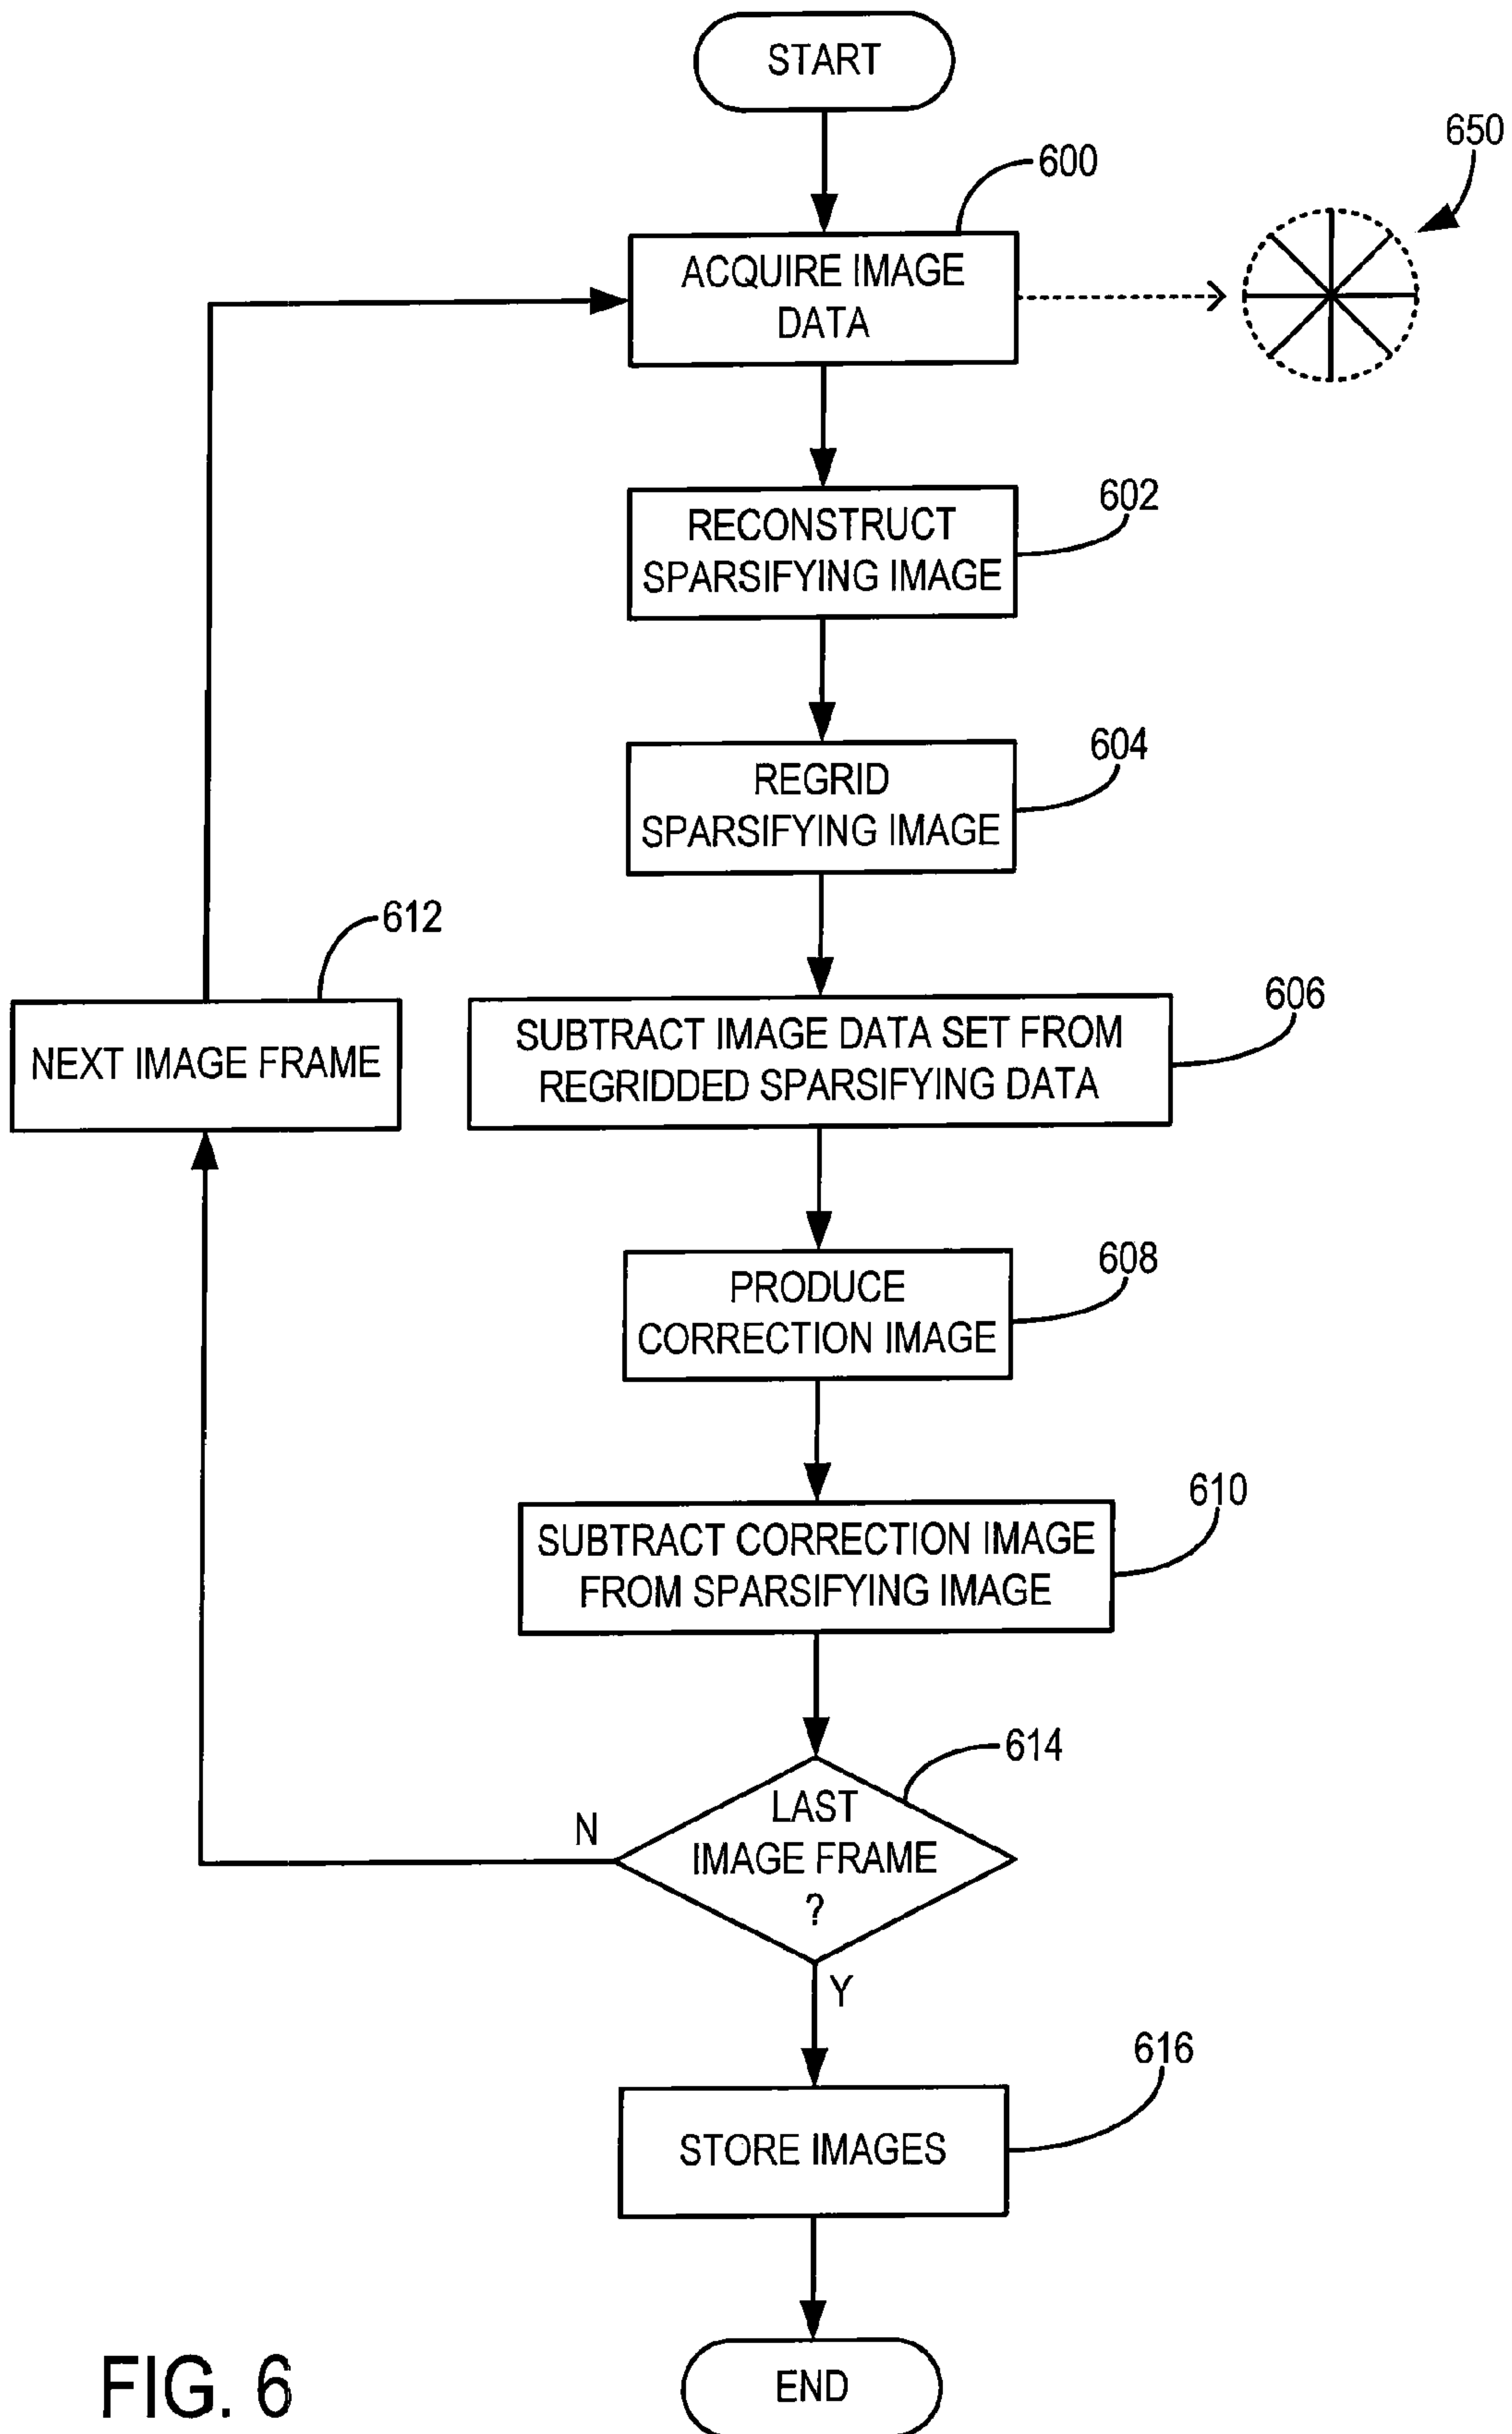 START
600
650
ACQUIRE IMAGE
DATA
602
RECONSTRUCT
SPARSIFYING IMAGE
604
REGRID
SPARSIFYING IMAGE
612
NEXT IMAGE FRAME
606
SUBTRACT IMAGE DATA SET FROM
REGRIDDED SPARSIFYING DATA
608
PRODUCE
CORRECTION IMAGE
610
SUBTRACT CORRECTION IMAGE
FROM SPARSIFYING IMAGE
614
LAST
IMAGE FRAME
?
N
Y
616
STORE IMAGES
END
FIG. 6